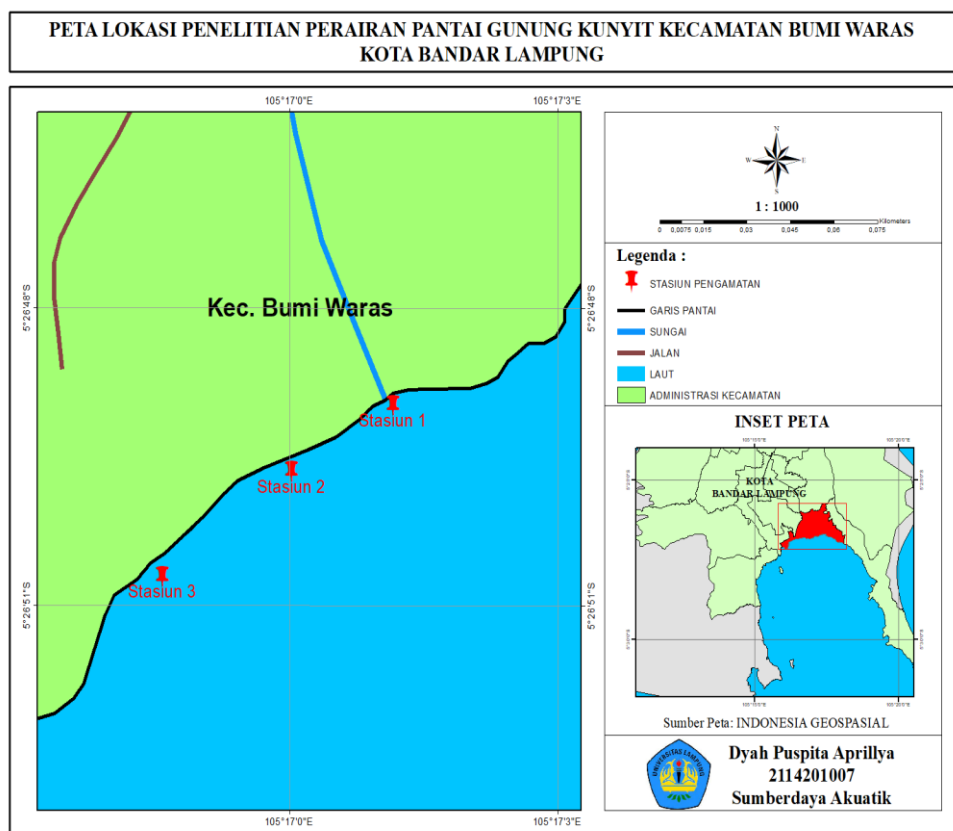 PETA LOKASI PENELITIAN PERAIRAN PANTAI GUNUNG KUNYIT KECAMATAN BUMI WARAS
KOTA BANDAR LAMPUNG
105°17'0"E
105°17'3"E
5°26'48"S
5°26'48"S
Kec. Bumi Waras
Stasiun 1
Stasiun 2
Stasiun 3
5°26'51"S
5°26'51"S
105°17'0"E
105°17'3"E
N
W
E
S
1 : 1000
Kilometers
0 0,0075 0,015 0,03 0,045 0,06 0,075
Legenda :
STASIUN PENGAMATAN
GARIS PANTAI
SUNGAI
JALAN
LAUT
ADMINISTRASI KECAMATAN
INSET PETA
KOTA
BANDAR LAMPUNG
Sumber Peta: INDONESIA GEOSPASIAL
UNIVERSITAS LAMPUNG
Dyah Puspita Aprillya
2114201007
Sumberdaya Akuatik